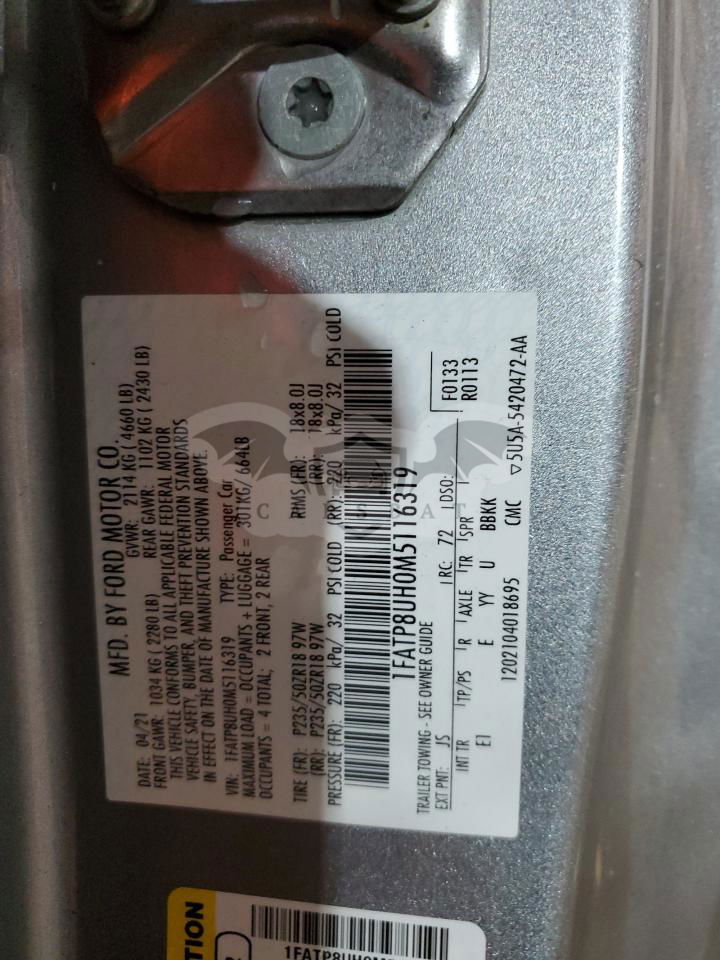 MFD. BY FORD MOTOR CO.
DATE: 04/21 GVWR: 2114 KG ( 4660 LB)
FRONT GAWR: 1034 KG ( 2280 LB) REAR GAWR: 1102 KG ( 2430 LB)
THIS VEHICLE CONFORMS TO ALL APPLICABLE FEDERAL MOTOR
VEHICLE SAFETY, BUMPER, AND THEFT PREVENTION STANDARDS
IN EFFECT ON THE DATE OF MANUFACTURE SHOWN ABOVE.
VIN: 1FATP8UH0M5116319 TYPE: Passenger Car
MAXIMUM LOAD = OCCUPANTS + LUGGAGE = 301KG/ 664LB
OCCUPANTS = 4 TOTAL; 2 FRONT, 2 REAR
TIRE (FR): P235/50ZR18 97W RIMS (FR): 18x8.0J
(RR): P235/50ZR18 97W (RR): 18x8.0J
PRESSURE (FR): 220 kPa/ 32 PSI COLD (RR): 220 kPa/ 32 PSI COLD
1FATP8UH0M5116319
TRAILER TOWING - SEE OWNER GUIDE F0133
EXT PNT: JS RC: 72 LDSO: R0113
INT TR TP/PS R AXLE TR SPR
EI E YY U BBKK
1202104018695 CMC ▽5U5A-5420472-AA